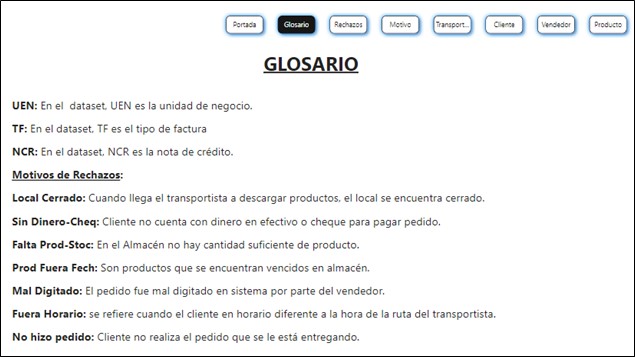 Portada Glosario Rechazos Motivo Transport... Cliente Vendedor Producto
GLOSARIO
UEN: En el dataset, UEN es la unidad de negocio.
TF: En el dataset, TF es el tipo de factura
NCR: En el dataset, NCR es la nota de crédito.
Motivos de Rechazos:
Local Cerrado: Cuando llega el transportista a descargar productos, el local se encuentra cerrado.
Sin Dinero-Cheq: Cliente no cuenta con dinero en efectivo o cheque para pagar pedido.
Falta Prod-Stoc: En el Almacén no hay cantidad suficiente de producto.
Prod Fuera Fech: Son productos que se encuentran vencidos en almacén.
Mal Digitado: El pedido fue mal digitado en sistema por parte del vendedor.
Fuera Horario: se refiere cuando el cliente en horario diferente a la hora de la ruta del transportista.
No hizo pedido: Cliente no realiza el pedido que se le está entregando.